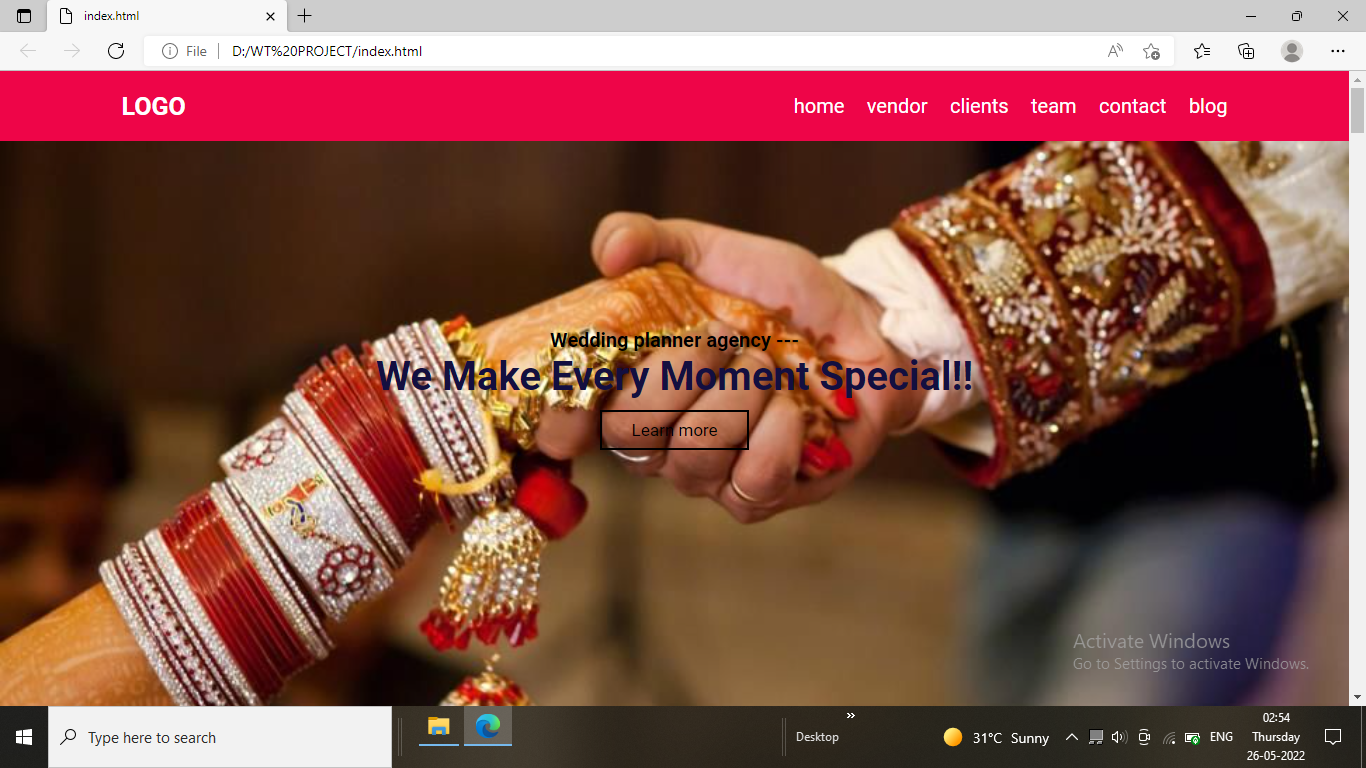 index.html
File D:/WT%20PROJECT/index.html
LOGO home vendor clients team contact blog
Wedding planner agency ---
We Make Every Moment Special!!
Learn more
Activate Windows
Go to Settings to activate Windows.
Type here to search
Desktop
31°C Sunny
ENG
02:54
Thursday
26-05-2022